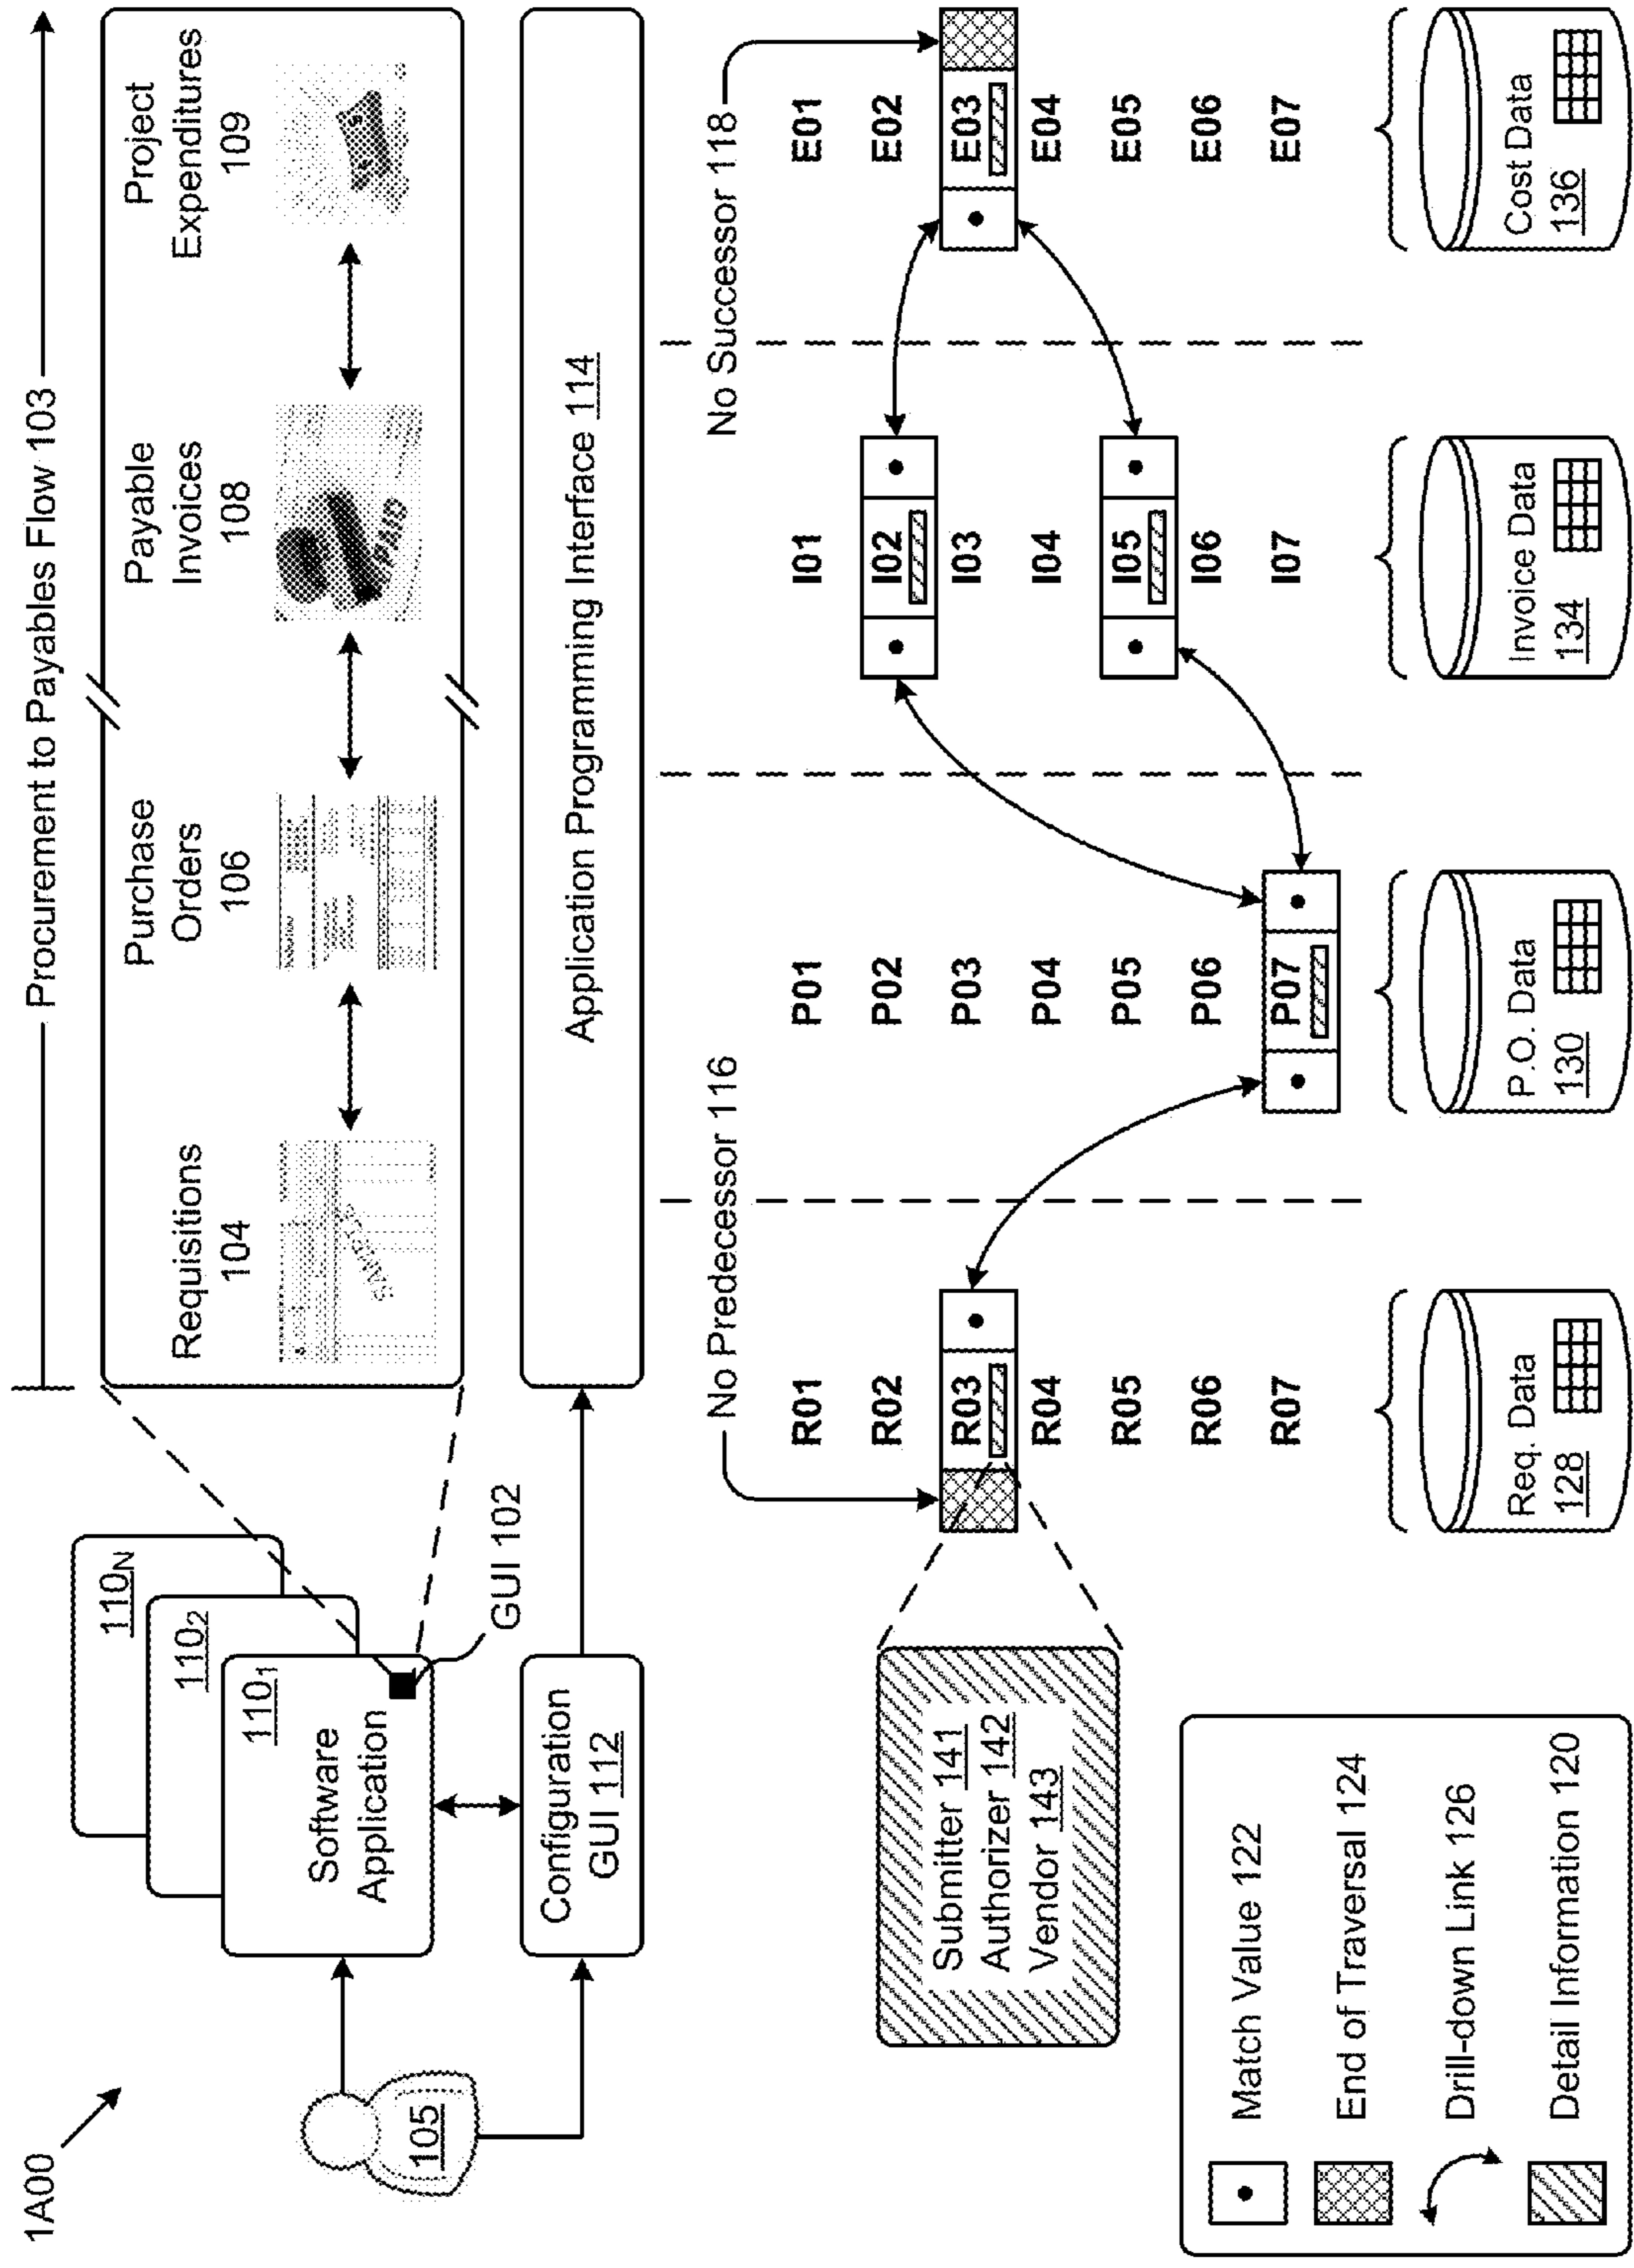 1A00
Procurement to Payables Flow 103
Requisitions
104
Purchase
Orders
106
Payable
Invoices
108
PAID
Project
Expenditures
109
110N
1102
1101
Software
Application
GUI 102
105
Configuration
GUI 112
Application Programming Interface 114
No Predecessor 116
No Successor 118
R01
R02
R03
R04
R05
R06
R07
P01
P02
P03
P04
P05
P06
P07
I01
I02
I03
I04
I05
I06
I07
E01
E02
E03
E04
E05
E06
E07
Submitter 141
Authorizer 142
Vendor 143
Req. Data
128
P.O. Data
130
Invoice Data
134
Cost Data
136
Match Value 122
End of Traversal 124
Drill-down Link 126
Detail Information 120